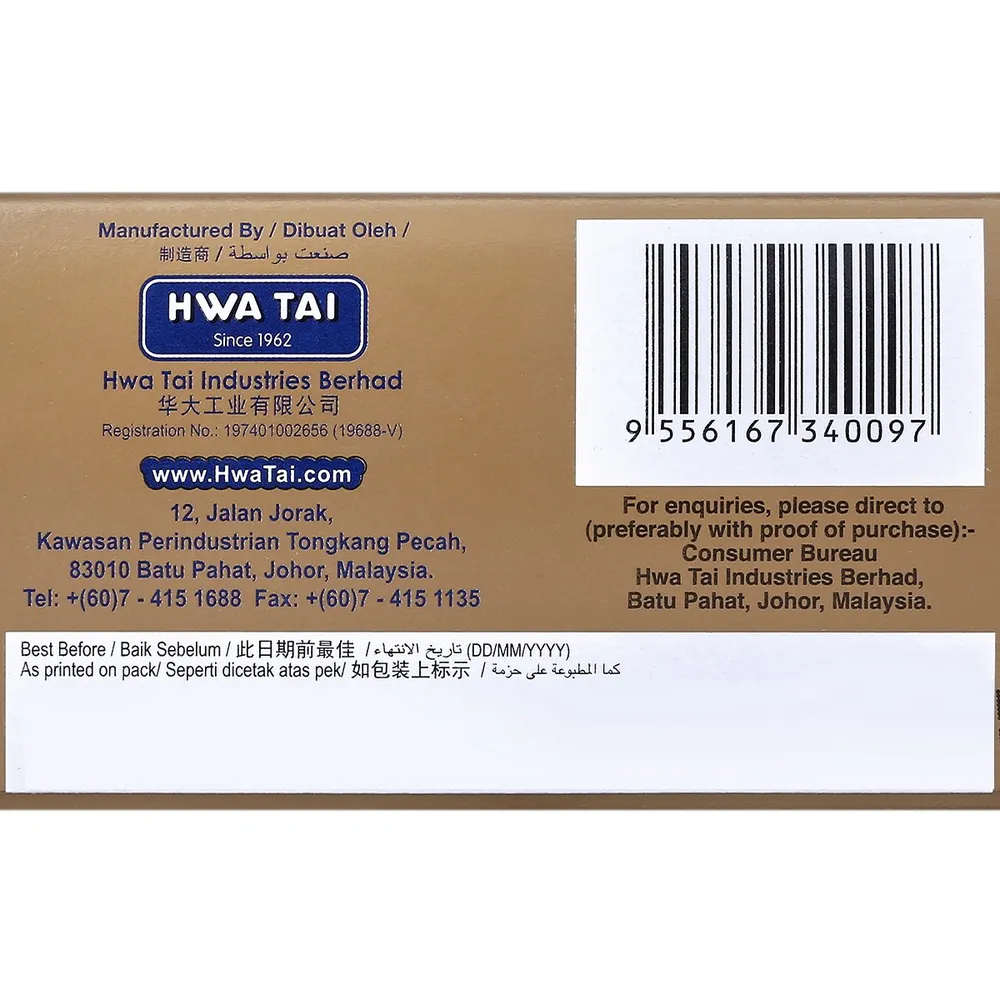 Manufactured By / Dibuat Oleh /
制造商 / صنعت بواسطة
HWA TAI
Since 1962
Hwa Tai Industries Berhad
华大工业有限公司
Registration No.: 197401002656 (19688-V)
www.HwaTai.com
12, Jalan Jorak,
Kawasan Perindustrian Tongkang Pecah,
83010 Batu Pahat, Johor, Malaysia.
Tel: +(60)7 - 415 1688 Fax: +(60)7 - 415 1135
9 556167 340097
For enquiries, please direct to
(preferably with proof of purchase):-
Consumer Bureau
Hwa Tai Industries Berhad,
Batu Pahat, Johor, Malaysia.
Best Before / Baik Sebelum / 此日期前最佳 / تاريخ الانتهاء (DD/MM/YYYY)
As printed on pack/ Seperti dicetak atas pek/ 如包装上标示 / كما المطبوعة على حزمة